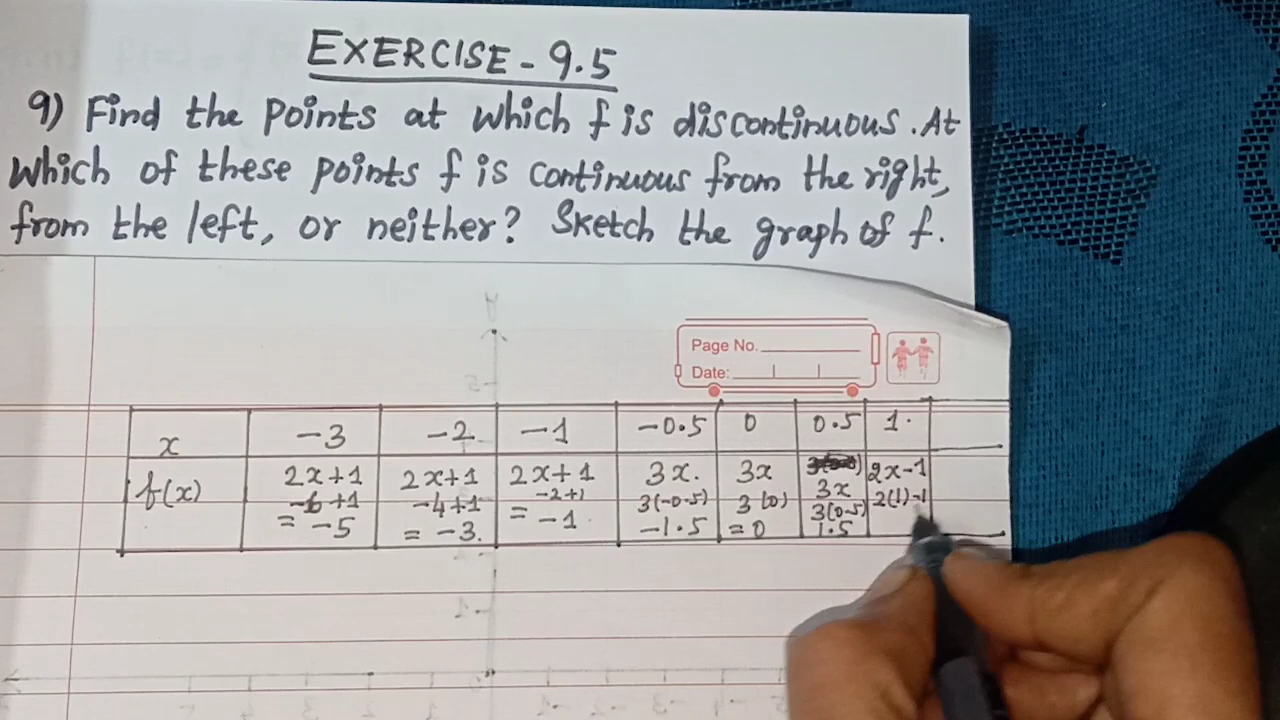 EXERCISE - 9.5
9) Find the points at which f is discontinuous. At
which of these points f is continuous from the right,
from the left, or neither? Sketch the graph of f.
Page No.
Date:
x -3 -2 -1 -0.5 0 0.5 1.
f(x) 2x+1 2x+1 2x+1 3x. 3x 3x 2x-1
-6+1 -4+1 -2+1 3(-0.5) 3(0) 3(0.5) 2(1)-1
= -5 = -3. = -1 -1.5 = 0 1.5